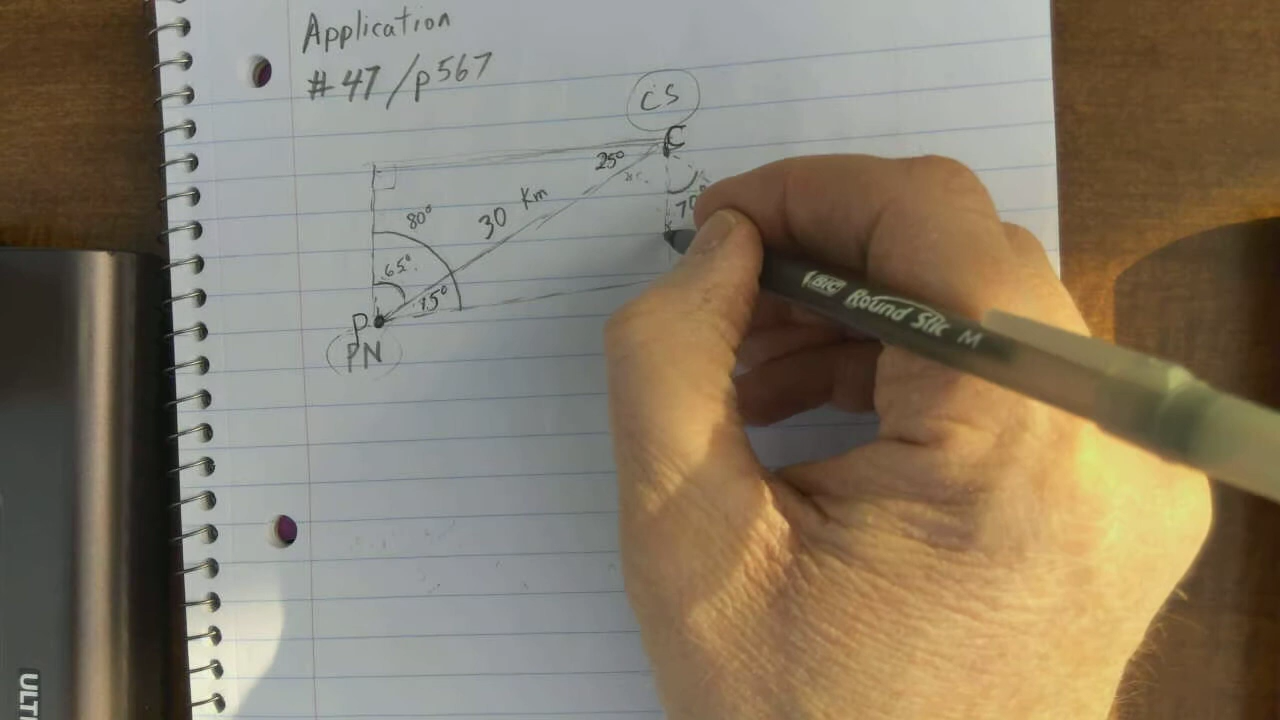 Application
#47/p567
CS
C
25°
30 Km
80°
65°
15°
70°
P
PN
BIC Round Stic M
ULT